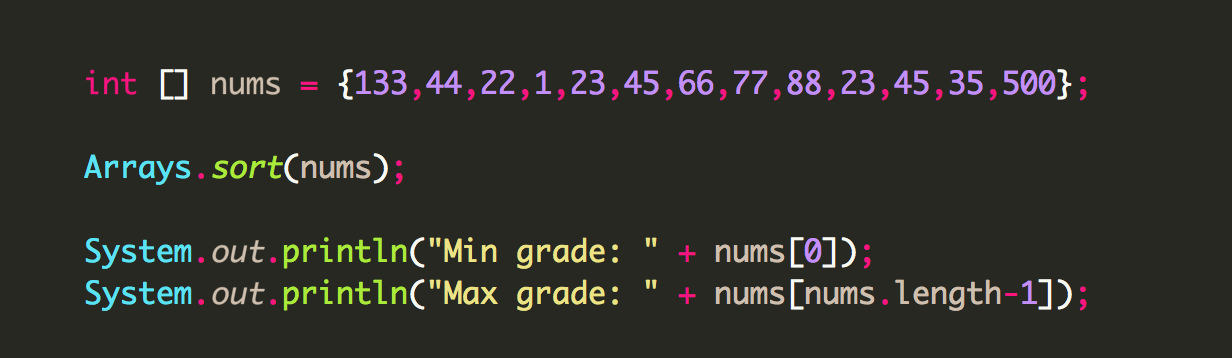 int [] nums = {133,44,22,1,23,45,66,77,88,23,45,35,500};
Arrays.sort(nums);
System.out.println("Min grade: " + nums[0]);
System.out.println("Max grade: " + nums[nums.length-1]);